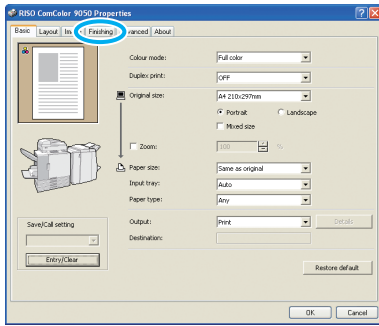 RISO ComColor 9050 Properties
Basic Layout Finishing About
Colour mode: Full color
Duplex print: OFF
Original size: A4 210x297mm
Portrait Landscape
Mixed size
Zoom: 100 %
Paper size: Same as original
Input tray: Auto
Paper type: Any
Save/Call setting
Output: Print Details
Destination:
Entry/Clear
Restore default
OK Cancel